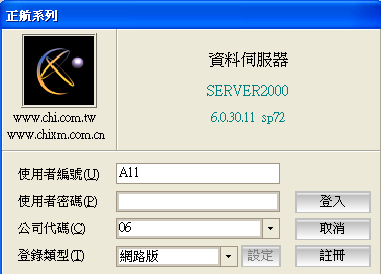 正航系列
資料伺服器
SERVER2000
6.0.30.11 sp72
www.chi.com.tw
www.chixm.com.cn
使用者編號(U) A11
使用者密碼(P) 登入
公司代碼(C) 06 取消
登錄類型(T) 網路版 設定 註冊